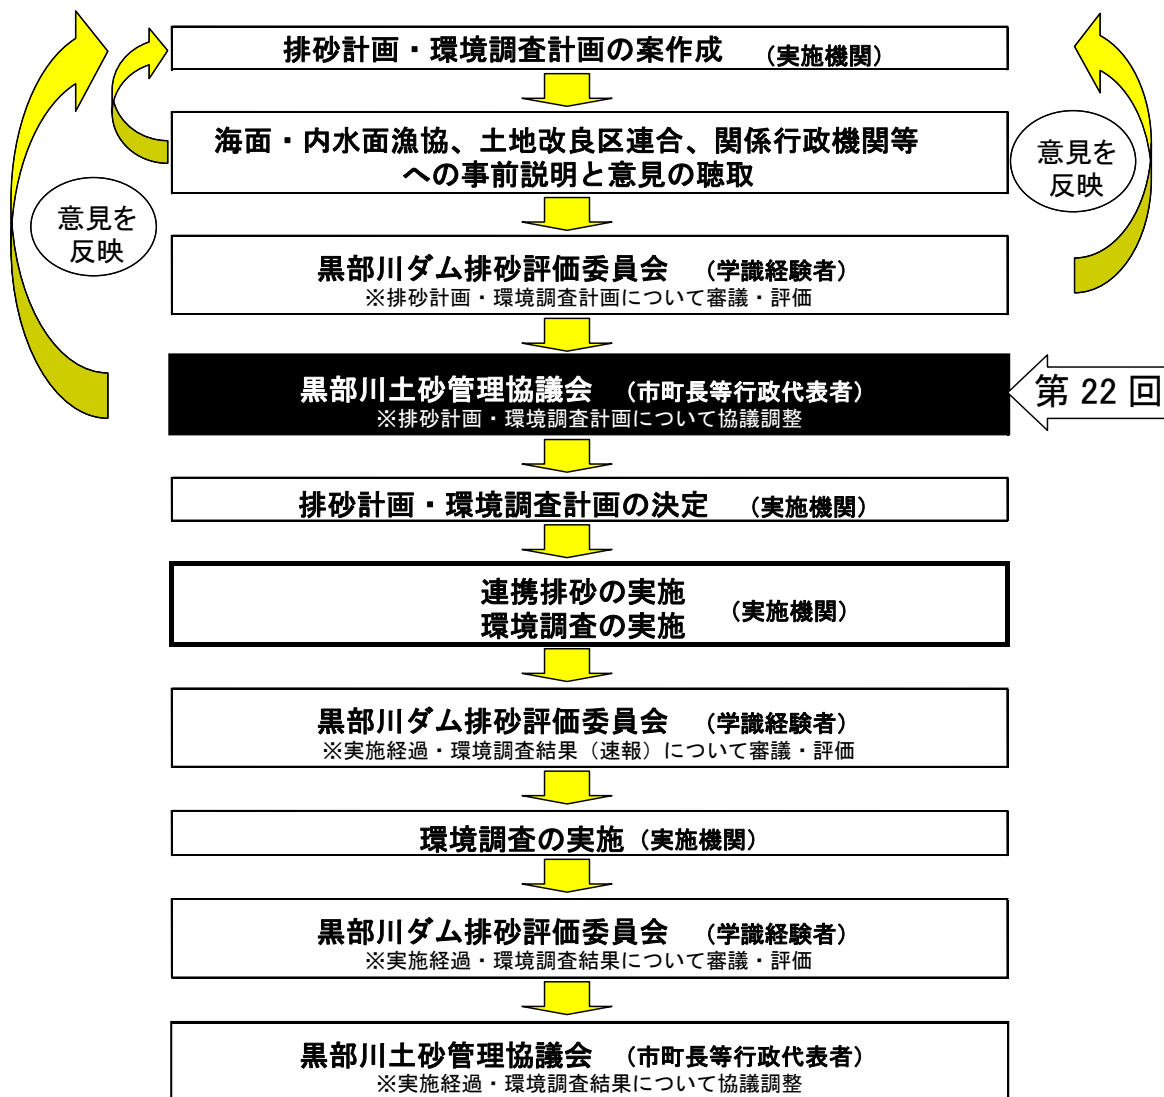 排砂計画・環境調査計画の案作成 （実施機関）
海面・内水面漁協、土地改良区連合、関係行政機関等
への事前説明と意見の聴取
意見を
反映
意見を
反映
黒部川ダム排砂評価委員会 （学識経験者）
※排砂計画・環境調査計画について審議・評価
黒部川土砂管理協議会 （市町長等行政代表者）
※排砂計画・環境調査計画について協議調整
第 22 回
排砂計画・環境調査計画の決定 （実施機関）
連携排砂の実施
環境調査の実施
（実施機関）
黒部川ダム排砂評価委員会 （学識経験者）
※実施経過・環境調査結果（速報）について審議・評価
環境調査の実施（実施機関）
黒部川ダム排砂評価委員会 （学識経験者）
※実施経過・環境調査結果について審議・評価
黒部川土砂管理協議会 （市町長等行政代表者）
※実施経過・環境調査結果について協議調整